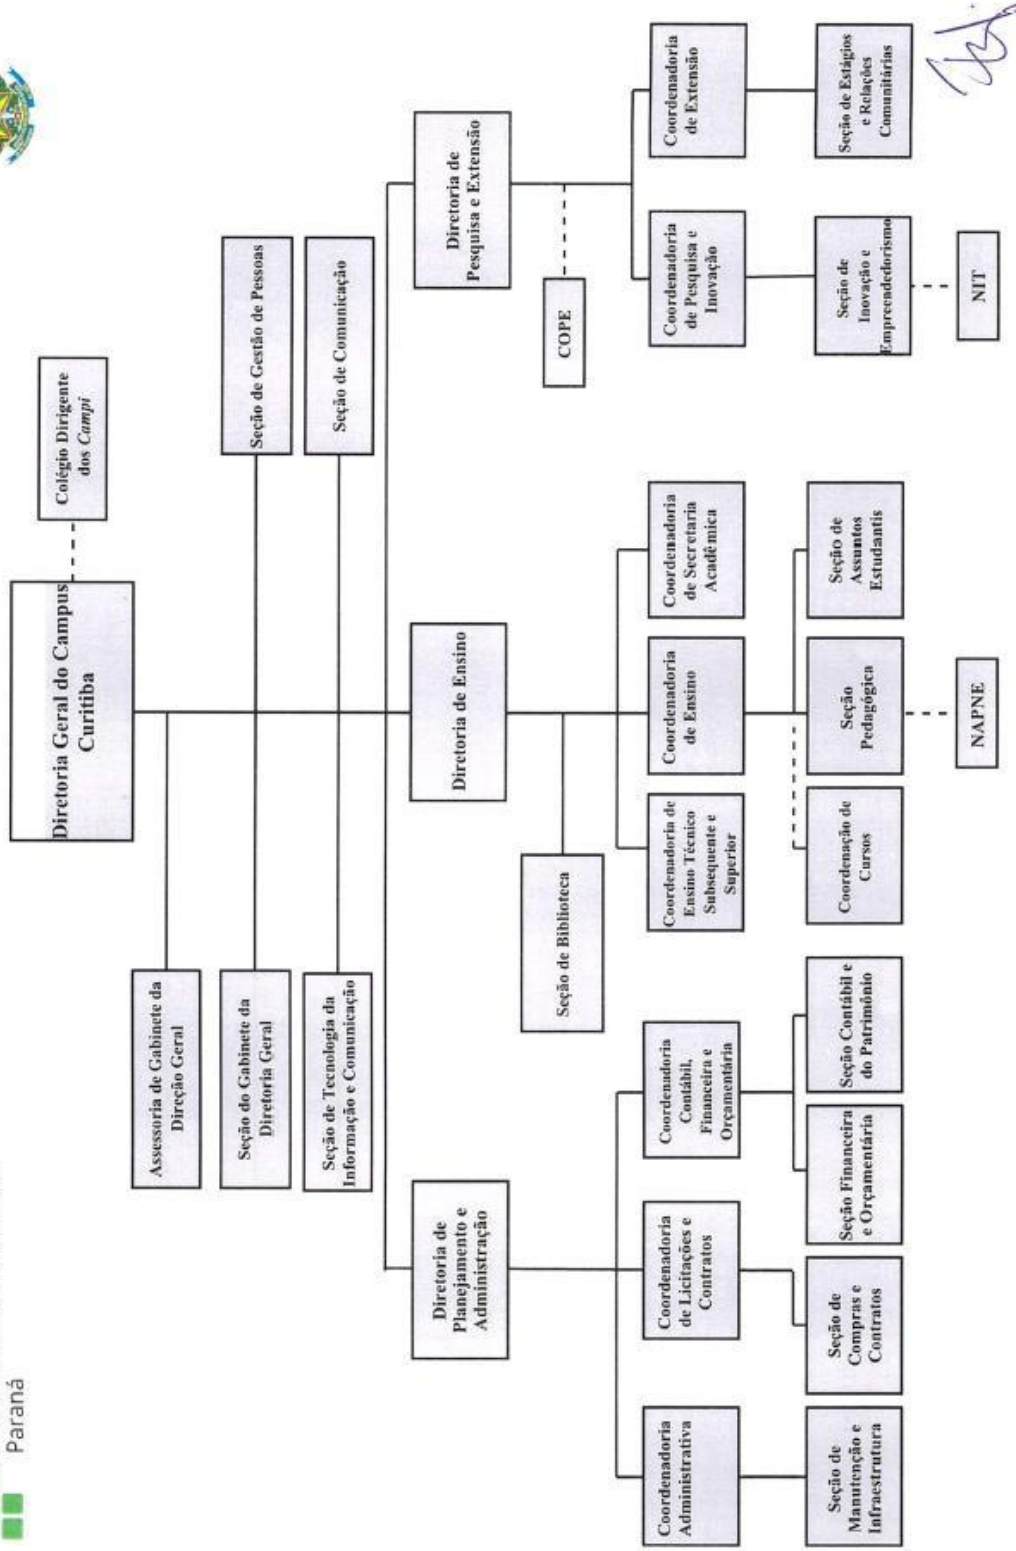 Paraná
Diretoria Geral do Campus
Curitiba
Colégio Dirigente
dos Campi
Assessoria de Gabinete da
Direção Geral
Seção do Gabinete da
Diretoria Geral
Seção de Gestão de Pessoas
Seção de Tecnologia da
Informação e Comunicação
Seção de Comunicação
Diretoria de
Planejamento e
Administração
Diretoria de Ensino
Diretoria de
Pesquisa e Extensão
Seção de Biblioteca
COPE
Coordenadoria
Administrativa
Coordenadoria
de Licitações e
Contratos
Coordenadoria
Contábil,
Financeira e
Orçamentária
Coordenadoria de
Ensino Técnico
Subsequente e
Superior
Coordenadoria
de Ensino
Coordenadoria
de Secretaria
Acadêmica
Coordenadoria
de Pesquisa e
Inovação
Coordenadoria
de Extensão
Seção de
Manutenção e
Infraestrutura
Seção de
Compras e
Contratos
Seção Financeira
e Orçamentária
Seção Contábil e
do Patrimônio
Coordenação de
Cursos
Seção
Pedagógica
Seção de
Assuntos
Estudantis
Seção de
Inovação e
Empreendedorismo
Seção de Estágios
e Relações
Comunitárias
NAPNE
NIT